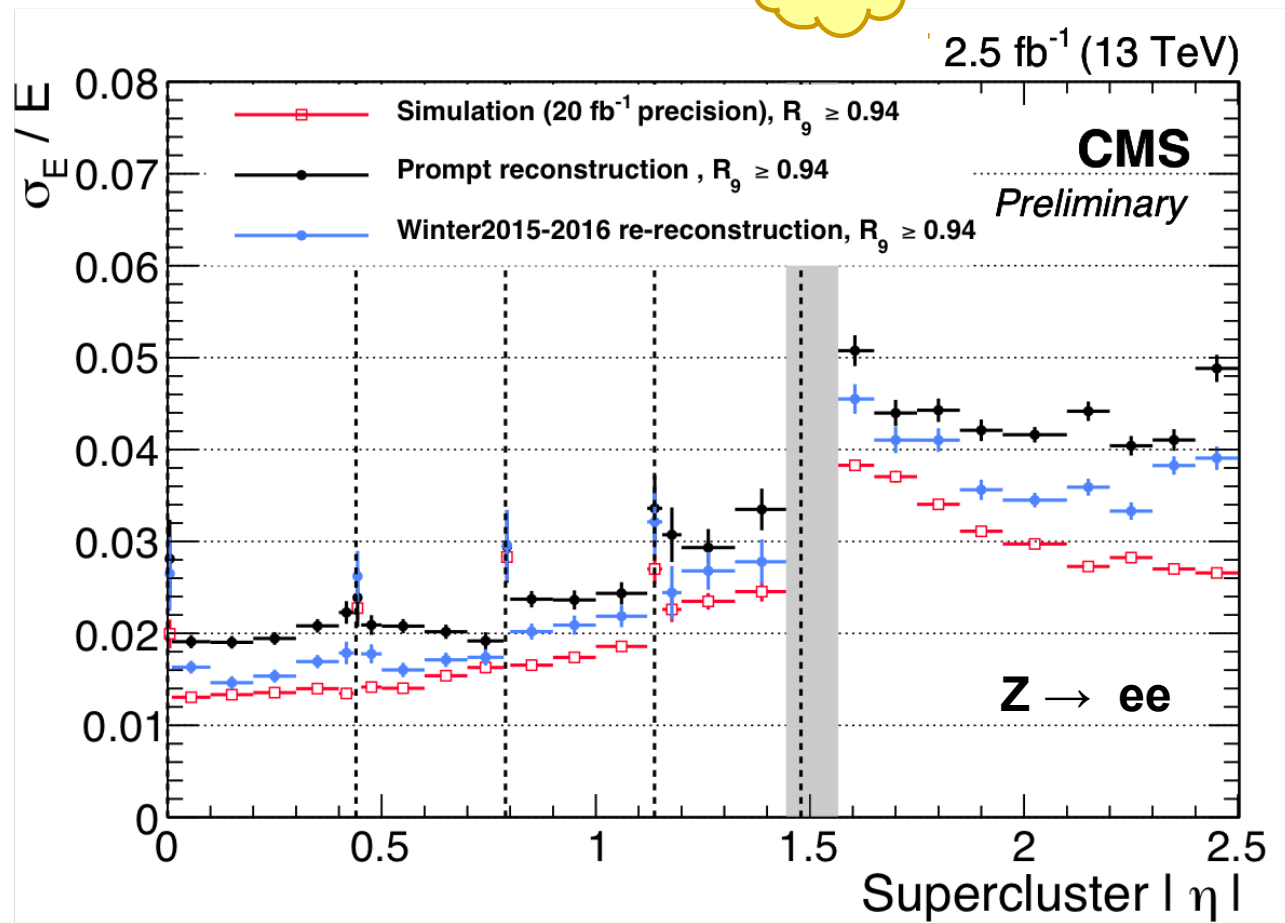 2.5 fb⁻¹ (13 TeV)
σ_E / E
0.08
0.07
0.06
0.05
0.04
0.03
0.02
0.01
0
Simulation (20 fb⁻¹ precision), R₉ ≥ 0.94
Prompt reconstruction , R₉ ≥ 0.94
Winter2015-2016 re-reconstruction, R₉ ≥ 0.94
CMS
Preliminary
Z → ee
0 0.5 1 1.5 2 2.5
Supercluster | η |